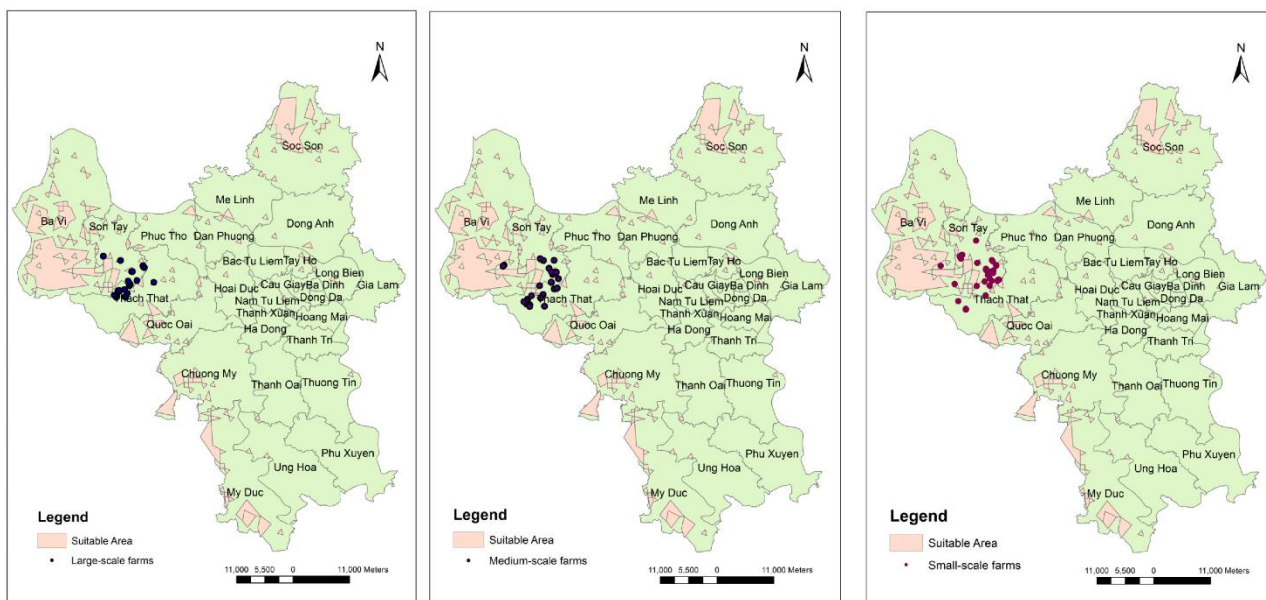 N
Soc Son
Me Linh
Ba Vi
Son Tay
Dong Anh
Phuc Tho
Dan Phuong
Bac Tu Liem
Tay Ho
Long Bien
Hoai Duc
Cau Giay
Ba Dinh
Gia Lam
Thach That
Nam Tu Liem
Dong Da
Thanh Xuan
Hoang Mai
Quoc Oai
Ha Dong
Thanh Tri
Chuong My
Thanh Oai
Thuong Tin
Phu Xuyen
Ung Hoa
My Duc
Legend
Suitable Area
Large-scale farms
11,000 5,500 0 11,000 Meters
N
Soc Son
Me Linh
Ba Vi
Son Tay
Dong Anh
Phuc Tho
Dan Phuong
Bac Tu Liem
Tay Ho
Long Bien
Hoai Duc
Cau Giay
Ba Dinh
Gia Lam
Thach That
Nam Tu Liem
Dong Da
Thanh Xuan
Hoang Mai
Quoc Oai
Ha Dong
Thanh Tri
Chuong My
Thanh Oai
Thuong Tin
Phu Xuyen
Ung Hoa
My Duc
Legend
Suitable Area
Medium-scale farms
11,000 5,500 0 11,000 Meters
N
Soc Son
Me Linh
Ba Vi
Son Tay
Dong Anh
Phuc Tho
Dan Phuong
Bac Tu Liem
Tay Ho
Long Bien
Hoai Duc
Cau Giay
Ba Dinh
Gia Lam
Thach That
Nam Tu Liem
Dong Da
Thanh Xuan
Hoang Mai
Quoc Oai
Ha Dong
Thanh Tri
Chuong My
Thanh Oai
Thuong Tin
Phu Xuyen
Ung Hoa
My Duc
Legend
Suitable Area
Small-scale farms
11,000 5,500 0 11,000 Meters